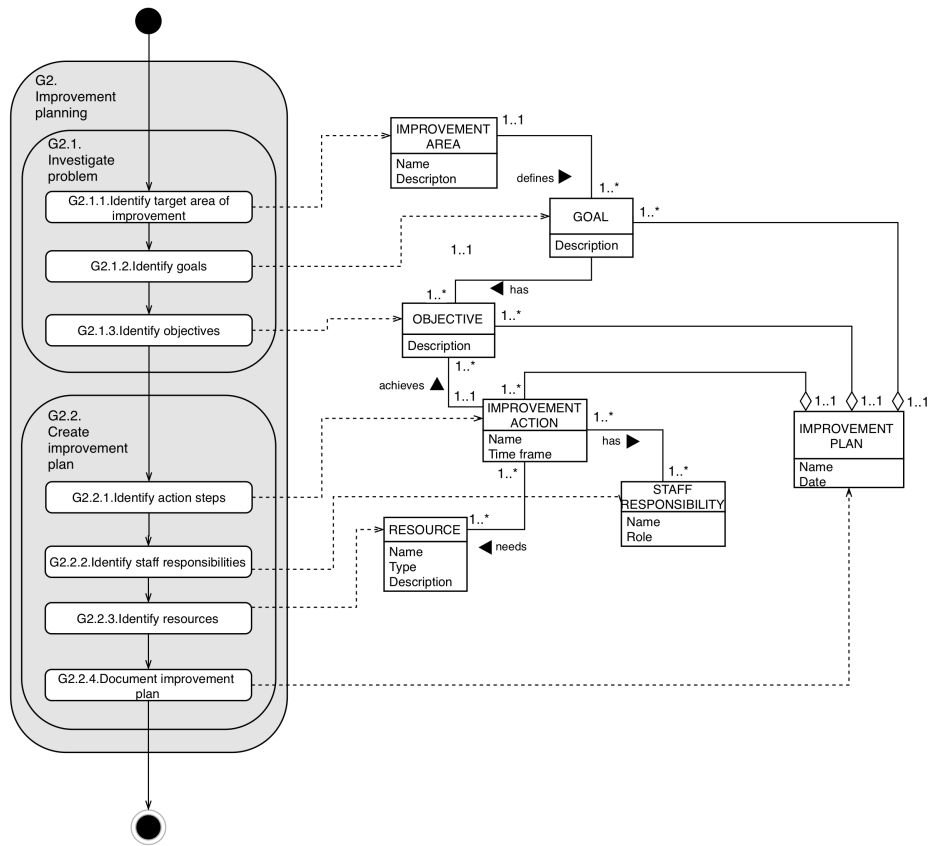 G2.
Improvement
planning
G2.1.
Investigate
problem
G2.1.1.Identify target area of
improvement
G2.1.2.Identify goals
G2.1.3.Identify objectives
G2.2.
Create
improvement
plan
G2.2.1.Identify action steps
G2.2.2.Identify staff responsibilities
G2.2.3.Identify resources
G2.2.4.Document improvement
plan
IMPROVEMENT
AREA
Name
Descripton
1..1
defines
1..*
GOAL
Description
1..*
1..1
has
1..*
OBJECTIVE
Description
1..*
1..*
achieves
1..1
1..*
IMPROVEMENT
ACTION
Name
Time frame
1..*
has
1..*
STAFF
RESPONSIBILITY
Name
Role
1..*
1..*
needs
RESOURCE
Name
Type
Description
1..1
1..1
1..1
IMPROVEMENT
PLAN
Name
Date